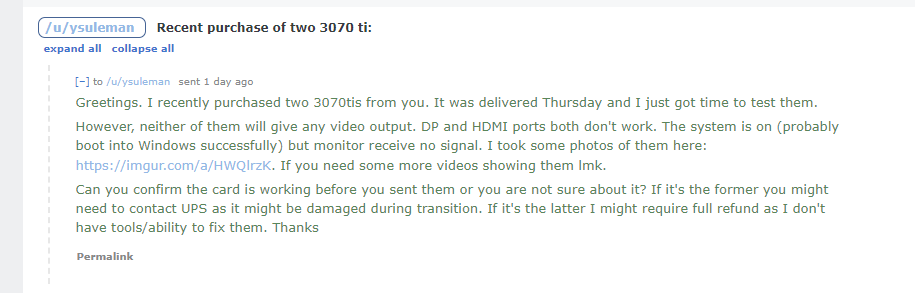 /u/ysuleman Recent purchase of two 3070 ti:
expand all collapse all
[–] to /u/ysuleman sent 1 day ago
Greetings. I recently purchased two 3070tis from you. It was delivered Thursday and I just got time to test them.
However, neither of them will give any video output. DP and HDMI ports both don't work. The system is on (probably
boot into Windows successfully) but monitor receive no signal. I took some photos of them here:
https://imgur.com/a/HWQlrzK. If you need some more videos showing them lmk.
Can you confirm the card is working before you sent them or you are not sure about it? If it's the former you might
need to contact UPS as it might be damaged during transition. If it's the latter I might require full refund as I don't
have tools/ability to fix them. Thanks
Permalink